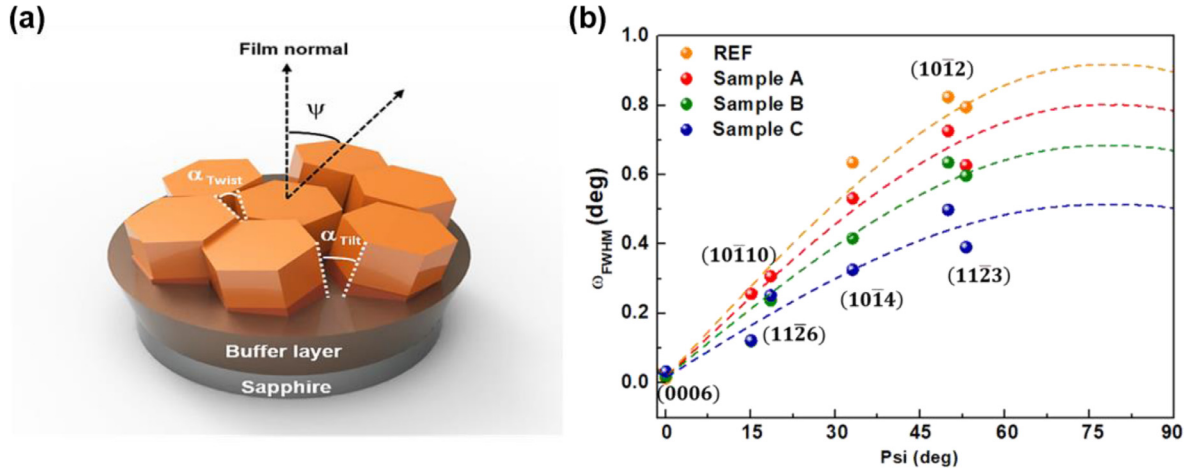 (a)
Film normal
ψ
α Twist
α Tilt
Buffer layer
Sapphire
(b)
1.0
0.8
0.6
0.4
0.2
0.0
ω FWHM (deg)
REF
Sample A
Sample B
Sample C
(101̅2)
(101̅10)
(101̅4)
(112̅3)
(112̅6)
(0006)
0
15
30
45
60
75
90
Psi (deg)